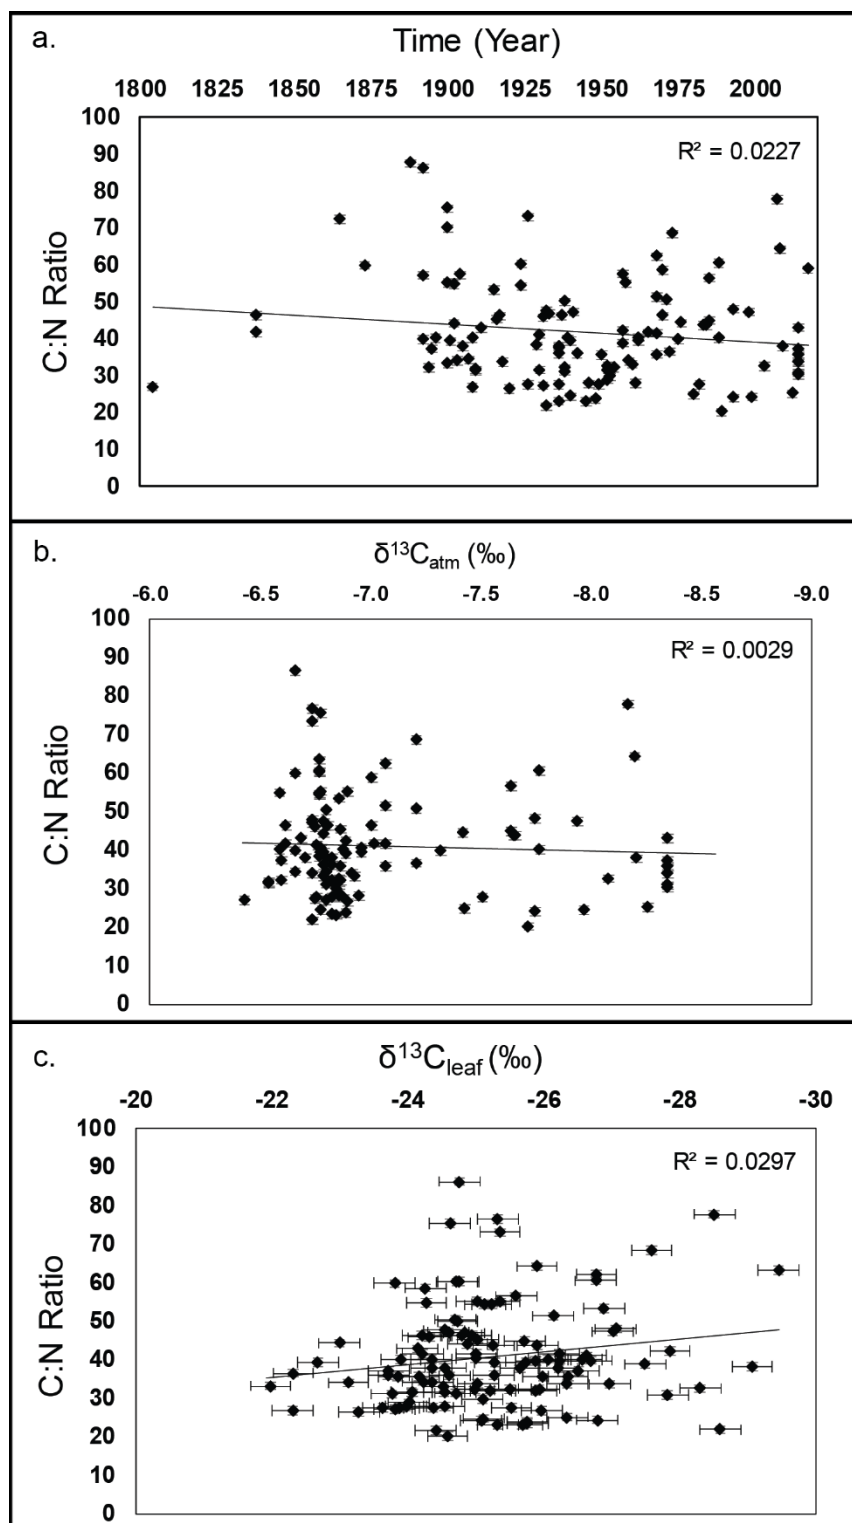 a.
Time (Year)
1800 1825 1850 1875 1900 1925 1950 1975 2000
100
90
80
70
60
50
40
30
20
10
0
C:N Ratio
R² = 0.0227
b.
δ¹³C_atm (‰)
-6.0 -6.5 -7.0 -7.5 -8.0 -8.5 -9.0
100
90
80
70
60
50
40
30
20
10
0
C:N Ratio
R² = 0.0029
c.
δ¹³C_leaf (‰)
-20 -22 -24 -26 -28 -30
100
90
80
70
60
50
40
30
20
10
0
C:N Ratio
R² = 0.0297